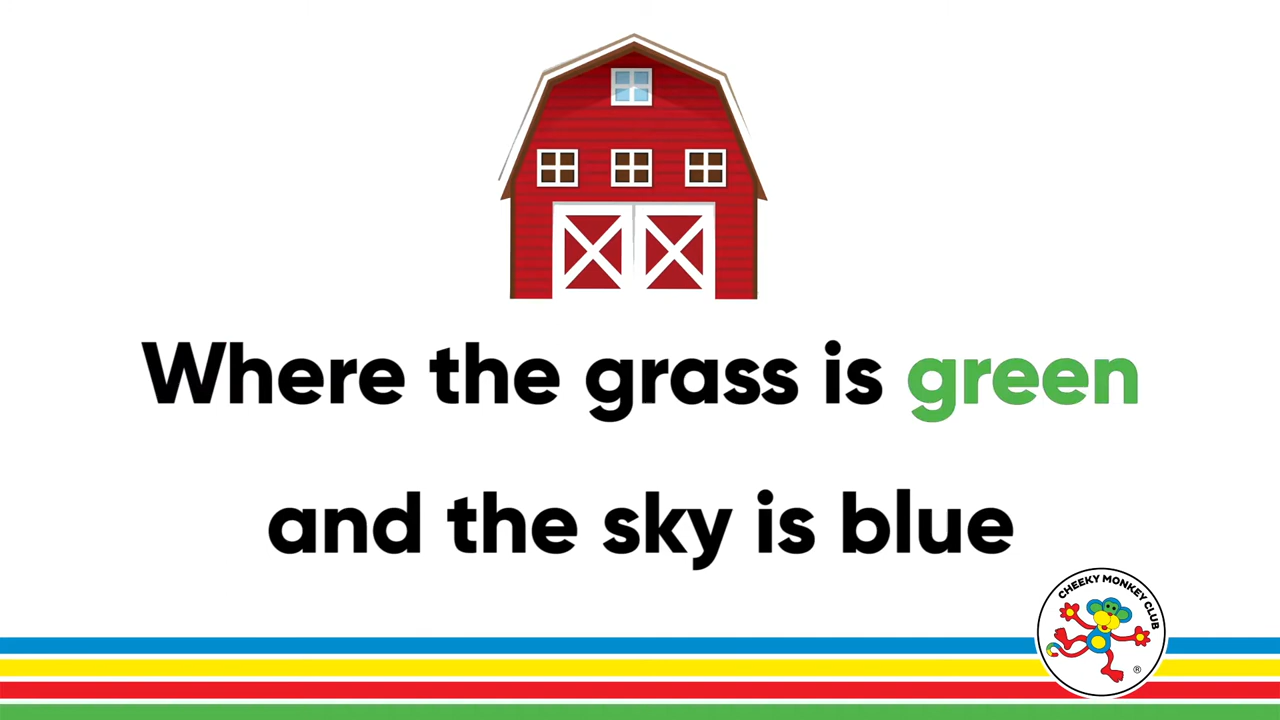 Where the grass is green
and the sky is blue
CHEEKY MONKEY CLUB
®